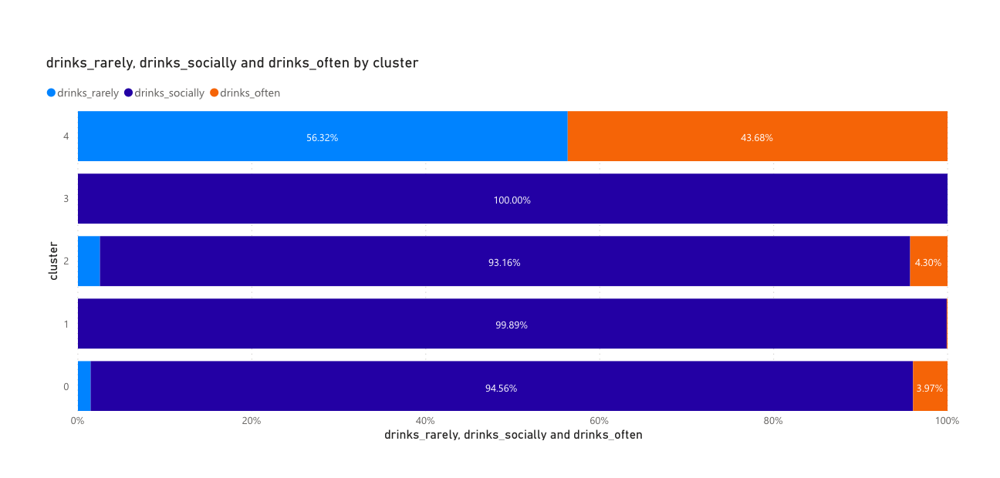 drinks_rarely, drinks_socially and drinks_often by cluster
drinks_rarely drinks_socially drinks_often
4 56.32% 43.68%
3 100.00%
cluster
2 93.16% 4.30%
1 99.89%
0 94.56% 3.97%
0% 20% 40% 60% 80% 100%
drinks_rarely, drinks_socially and drinks_often